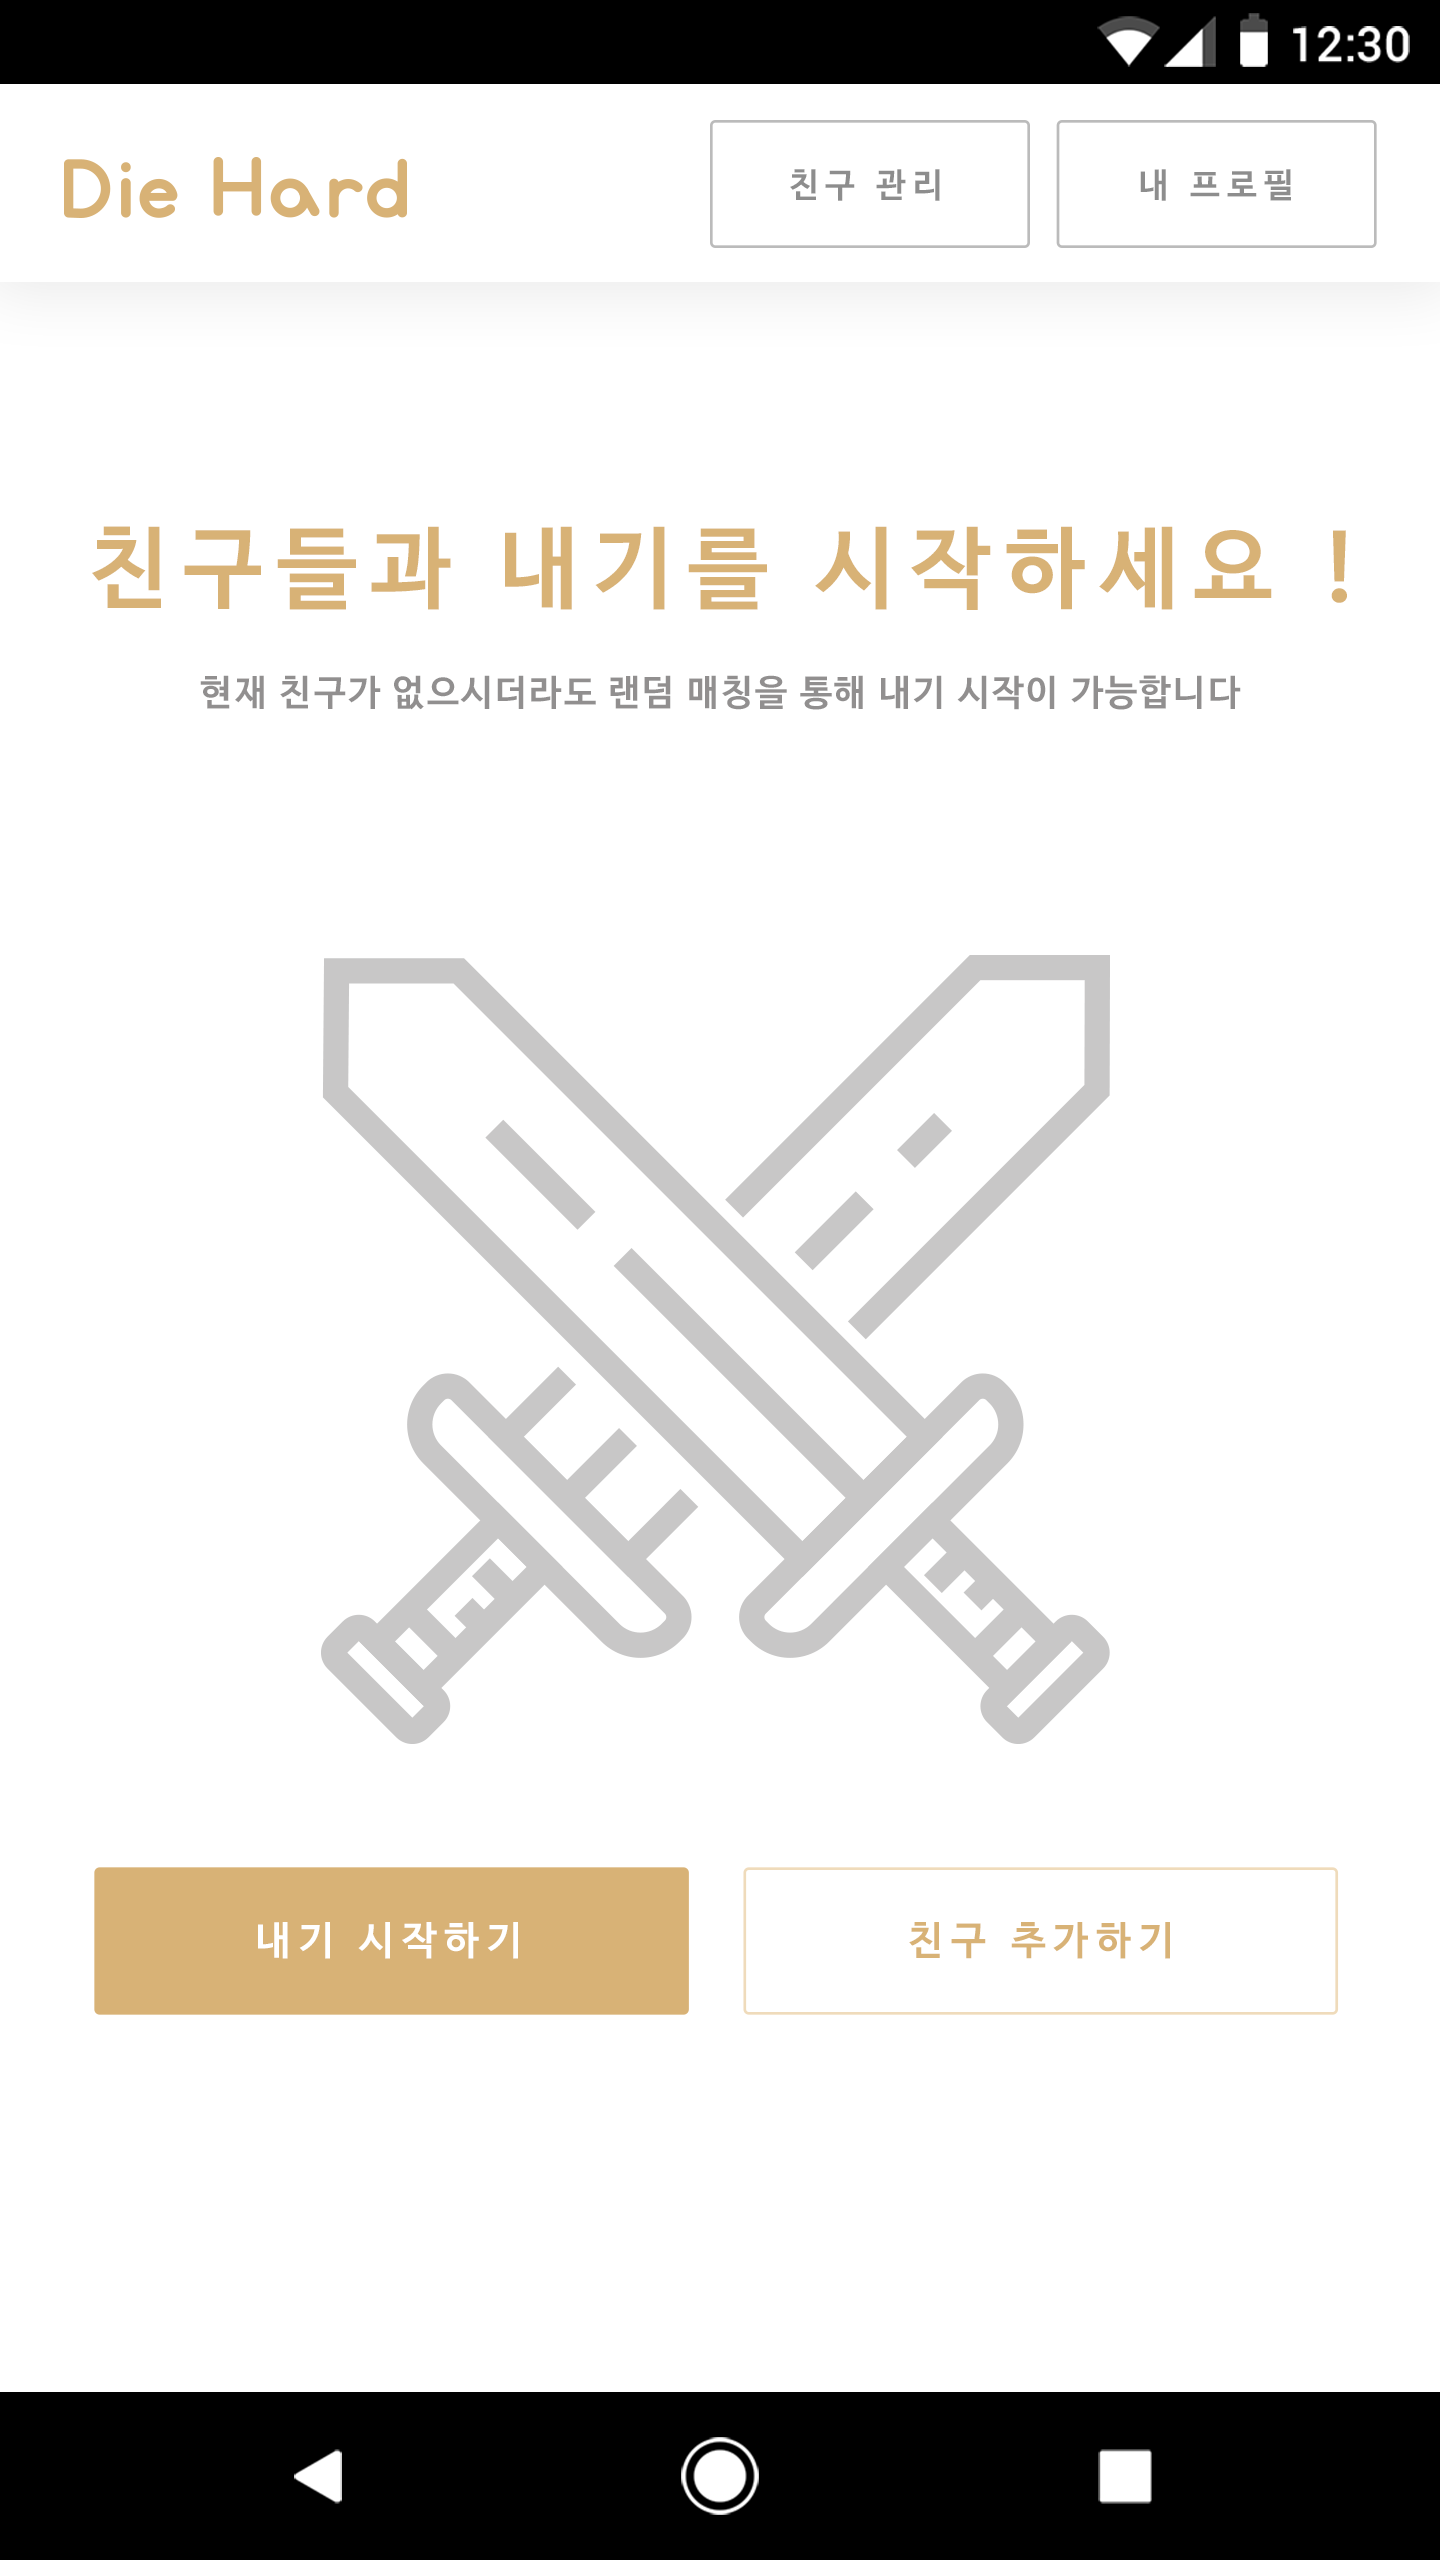 12:30
Die Hard
친구 관리
내 프로필
친구들과 내기를 시작하세요 !
현재 친구가 없으시더라도 랜덤 매칭을 통해 내기 시작이 가능합니다
내기 시작하기
친구 추가하기